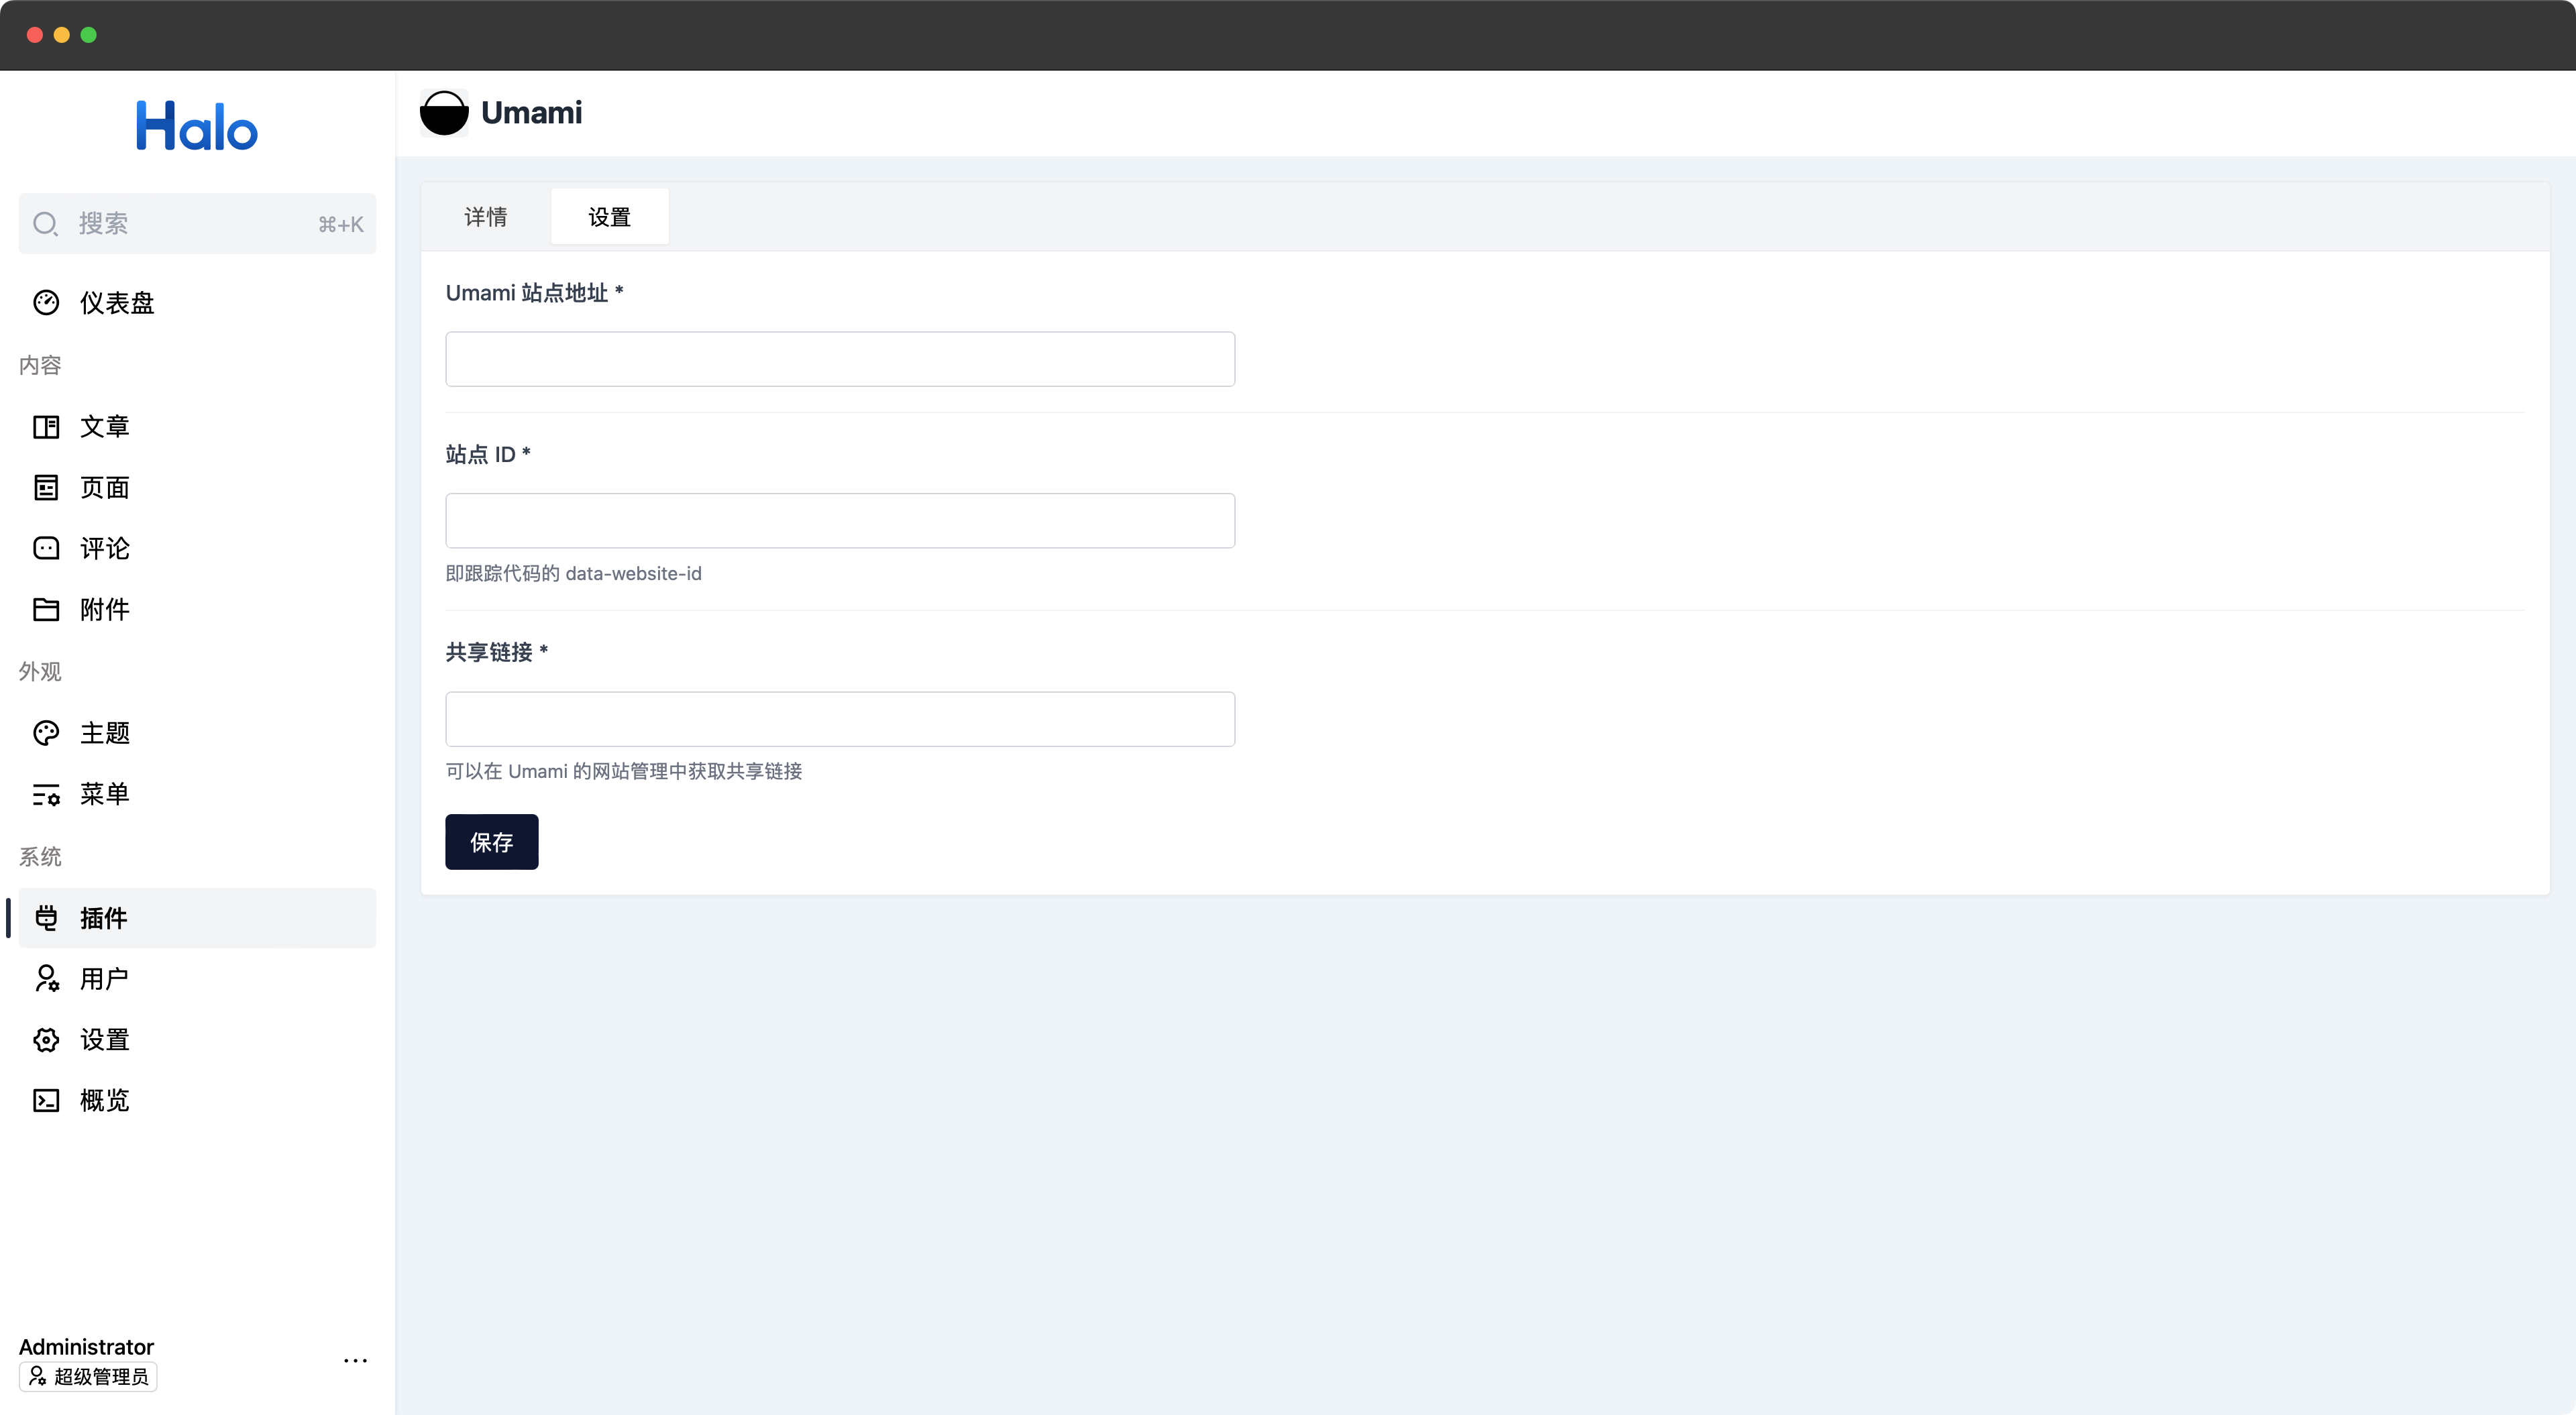 Halo
搜索 ⌘+K
仪表盘
内容
文章
页面
评论
附件
外观
主题
菜单
系统
插件
用户
设置
概览
Administrator
超级管理员
Umami
详情 设置
Umami 站点地址 *
站点 ID *
即跟踪代码的 data-website-id
共享链接 *
可以在 Umami 的网站管理中获取共享链接
保存